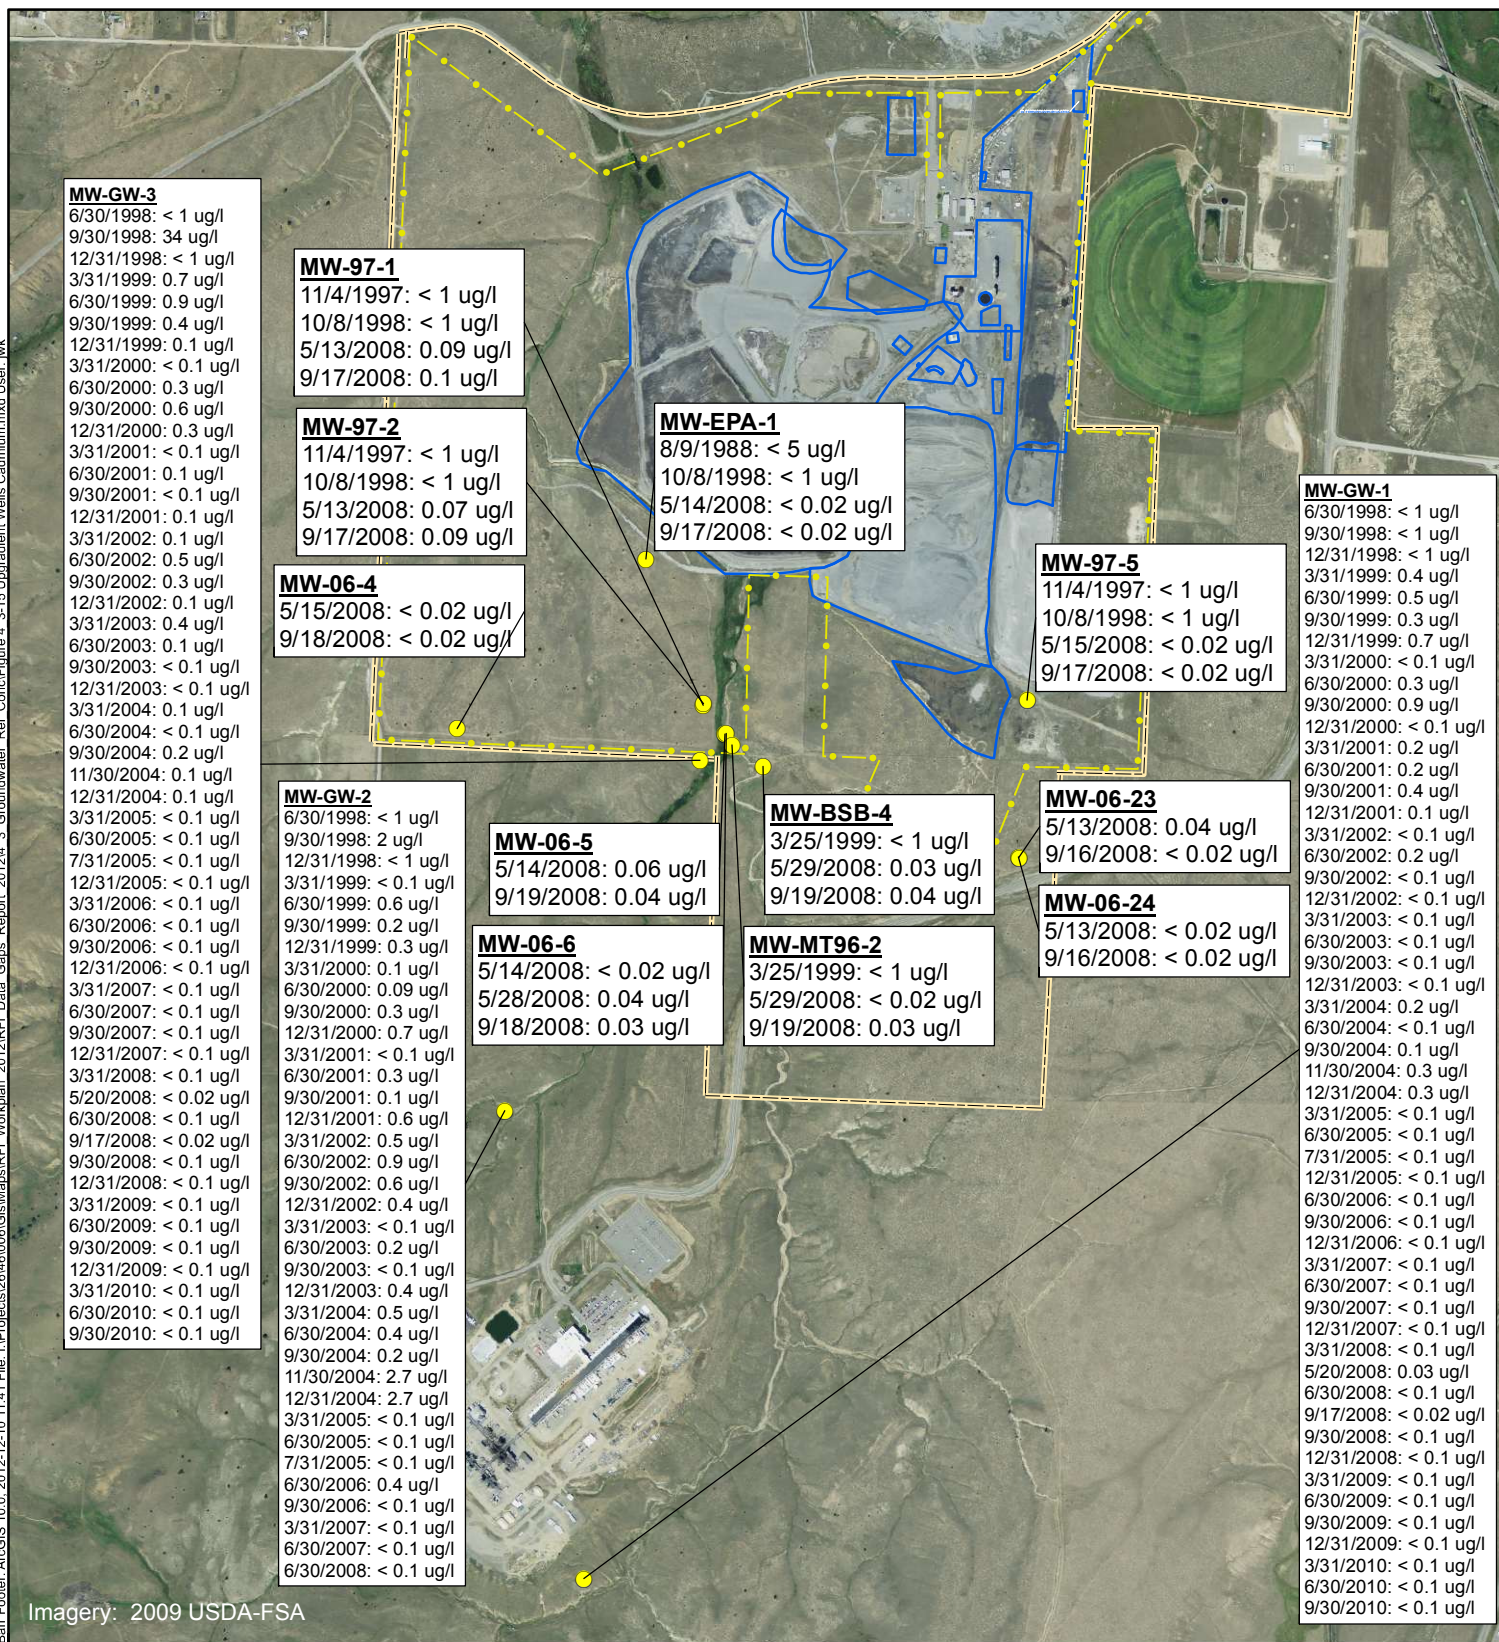 MW-GW-3
6/30/1998: < 1 ug/l
9/30/1998: 34 ug/l
12/31/1998: < 1 ug/l
3/31/1999: 0.7 ug/l
6/30/1999: 0.9 ug/l
9/30/1999: 0.4 ug/l
12/31/1999: 0.1 ug/l
3/31/2000: < 0.1 ug/l
6/30/2000: 0.3 ug/l
9/30/2000: 0.6 ug/l
12/31/2000: 0.3 ug/l
3/31/2001: < 0.1 ug/l
6/30/2001: 0.1 ug/l
9/30/2001: < 0.1 ug/l
12/31/2001: 0.1 ug/l
3/31/2002: 0.1 ug/l
6/30/2002: 0.5 ug/l
9/30/2002: 0.3 ug/l
12/31/2002: 0.1 ug/l
3/31/2003: 0.4 ug/l
6/30/2003: 0.1 ug/l
9/30/2003: < 0.1 ug/l
12/31/2003: < 0.1 ug/l
3/31/2004: 0.1 ug/l
6/30/2004: < 0.1 ug/l
9/30/2004: 0.2 ug/l
11/30/2004: 0.1 ug/l
12/31/2004: 0.1 ug/l
3/31/2005: < 0.1 ug/l
6/30/2005: < 0.1 ug/l
7/31/2005: < 0.1 ug/l
12/31/2005: < 0.1 ug/l
3/31/2006: < 0.1 ug/l
6/30/2006: < 0.1 ug/l
9/30/2006: < 0.1 ug/l
12/31/2006: < 0.1 ug/l
3/31/2007: < 0.1 ug/l
6/30/2007: < 0.1 ug/l
9/30/2007: < 0.1 ug/l
12/31/2007: < 0.1 ug/l
3/31/2008: < 0.1 ug/l
5/20/2008: < 0.02 ug/l
6/30/2008: < 0.1 ug/l
9/17/2008: < 0.02 ug/l
9/30/2008: < 0.1 ug/l
12/31/2008: < 0.1 ug/l
3/31/2009: < 0.1 ug/l
6/30/2009: < 0.1 ug/l
9/30/2009: < 0.1 ug/l
12/31/2009: < 0.1 ug/l
3/31/2010: < 0.1 ug/l
6/30/2010: < 0.1 ug/l
9/30/2010: < 0.1 ug/l
MW-97-1
11/4/1997: < 1 ug/l
10/8/1998: < 1 ug/l
5/13/2008: 0.09 ug/l
9/17/2008: 0.1 ug/l
MW-97-2
11/4/1997: < 1 ug/l
10/8/1998: < 1 ug/l
5/13/2008: 0.07 ug/l
9/17/2008: 0.09 ug/l
MW-06-4
5/15/2008: < 0.02 ug/l
9/18/2008: < 0.02 ug/l
MW-EPA-1
8/9/1988: < 5 ug/l
10/8/1998: < 1 ug/l
5/14/2008: < 0.02 ug/l
9/17/2008: < 0.02 ug/l
MW-97-5
11/4/1997: < 1 ug/l
10/8/1998: < 1 ug/l
5/15/2008: < 0.02 ug/l
9/17/2008: < 0.02 ug/l
MW-GW-2
6/30/1998: < 1 ug/l
9/30/1998: 2 ug/l
12/31/1998: < 1 ug/l
3/31/1999: < 0.1 ug/l
6/30/1999: 0.6 ug/l
9/30/1999: 0.2 ug/l
12/31/1999: 0.3 ug/l
3/31/2000: 0.1 ug/l
6/30/2000: 0.09 ug/l
9/30/2000: 0.3 ug/l
12/31/2000: 0.7 ug/l
3/31/2001: < 0.1 ug/l
6/30/2001: 0.3 ug/l
9/30/2001: 0.1 ug/l
12/31/2001: 0.6 ug/l
3/31/2002: 0.5 ug/l
6/30/2002: 0.9 ug/l
9/30/2002: 0.6 ug/l
12/31/2002: 0.4 ug/l
3/31/2003: < 0.1 ug/l
6/30/2003: 0.2 ug/l
9/30/2003: < 0.1 ug/l
12/31/2003: 0.4 ug/l
3/31/2004: 0.5 ug/l
6/30/2004: 0.4 ug/l
9/30/2004: 0.2 ug/l
11/30/2004: 2.7 ug/l
12/31/2004: 2.7 ug/l
3/31/2005: < 0.1 ug/l
6/30/2005: < 0.1 ug/l
7/31/2005: < 0.1 ug/l
6/30/2006: 0.4 ug/l
9/30/2006: < 0.1 ug/l
3/31/2007: < 0.1 ug/l
6/30/2007: < 0.1 ug/l
6/30/2008: < 0.1 ug/l
MW-06-5
5/14/2008: 0.06 ug/l
9/19/2008: 0.04 ug/l
MW-06-6
5/14/2008: < 0.02 ug/l
5/28/2008: 0.04 ug/l
9/18/2008: 0.03 ug/l
MW-BSB-4
3/25/1999: < 1 ug/l
5/29/2008: 0.03 ug/l
9/19/2008: 0.04 ug/l
MW-MT96-2
3/25/1999: < 1 ug/l
5/29/2008: < 0.02 ug/l
9/19/2008: 0.03 ug/l
MW-06-23
5/13/2008: 0.04 ug/l
9/16/2008: < 0.02 ug/l
MW-06-24
5/13/2008: < 0.02 ug/l
9/16/2008: < 0.02 ug/l
MW-GW-1
6/30/1998: < 1 ug/l
9/30/1998: < 1 ug/l
12/31/1998: < 1 ug/l
3/31/1999: 0.4 ug/l
6/30/1999: 0.5 ug/l
9/30/1999: 0.3 ug/l
12/31/1999: 0.7 ug/l
3/31/2000: < 0.1 ug/l
6/30/2000: 0.3 ug/l
9/30/2000: 0.9 ug/l
12/31/2000: < 0.1 ug/l
3/31/2001: 0.2 ug/l
6/30/2001: 0.2 ug/l
9/30/2001: 0.4 ug/l
12/31/2001: 0.1 ug/l
3/31/2002: < 0.1 ug/l
6/30/2002: 0.2 ug/l
9/30/2002: < 0.1 ug/l
12/31/2002: < 0.1 ug/l
3/31/2003: < 0.1 ug/l
6/30/2003: < 0.1 ug/l
9/30/2003: < 0.1 ug/l
12/31/2003: < 0.1 ug/l
3/31/2004: 0.2 ug/l
6/30/2004: < 0.1 ug/l
9/30/2004: 0.1 ug/l
11/30/2004: 0.3 ug/l
12/31/2004: 0.3 ug/l
3/31/2005: < 0.1 ug/l
6/30/2005: < 0.1 ug/l
7/31/2005: < 0.1 ug/l
12/31/2005: < 0.1 ug/l
6/30/2006: < 0.1 ug/l
9/30/2006: < 0.1 ug/l
12/31/2006: < 0.1 ug/l
3/31/2007: < 0.1 ug/l
6/30/2007: < 0.1 ug/l
9/30/2007: < 0.1 ug/l
12/31/2007: < 0.1 ug/l
3/31/2008: < 0.1 ug/l
5/20/2008: 0.03 ug/l
6/30/2008: < 0.1 ug/l
9/17/2008: < 0.02 ug/l
9/30/2008: < 0.1 ug/l
12/31/2008: < 0.1 ug/l
3/31/2009: < 0.1 ug/l
6/30/2009: < 0.1 ug/l
9/30/2009: < 0.1 ug/l
12/31/2009: < 0.1 ug/l
3/31/2010: < 0.1 ug/l
6/30/2010: < 0.1 ug/l
9/30/2010: < 0.1 ug/l
Imagery: 2009 USDA-FSA